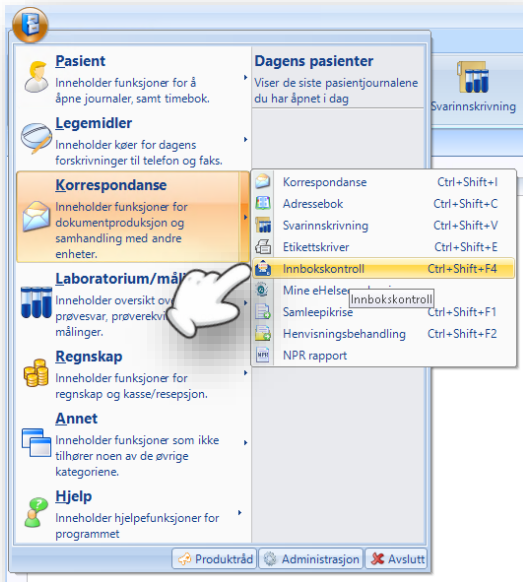 Pasient
Inneholder funksjoner for å
åpne journaler, samt timebok.
Legemidler
Inneholder køer for dagens
forskrivninger til telefon og faks.
Korrespondanse
Inneholder funksjoner for
dokumentproduksjon og
samhandling med andre
enheter.
Laboratorium/mål
Inneholder oversikt ov
prøvesvar, prøverekvi
målinger.
Regnskap
Inneholder funksjoner for
regnskap og kasse/resepsjon.
Annet
Inneholder funksjoner som ikke
tilhører noen av de øvrige
kategoriene.
Hjelp
Inneholder hjelpefunksjoner for
programmet
Dagens pasienter
Viser de siste pasientjournalene
du har åpnet i dag
Svarinnskrivning
Korrespondanse Ctrl+Shift+I
Adressebok Ctrl+Shift+C
Svarinnskrivning Ctrl+Shift+V
Etikettskriver Ctrl+Shift+E
Innbokskontroll Ctrl+Shift+F4
Mine eHelse
Innbokskontroll
Samleepikrise Ctrl+Shift+F1
Henvisningsbehandling Ctrl+Shift+F2
NPR NPR rapport
Produktråd Administrasjon Avslutt